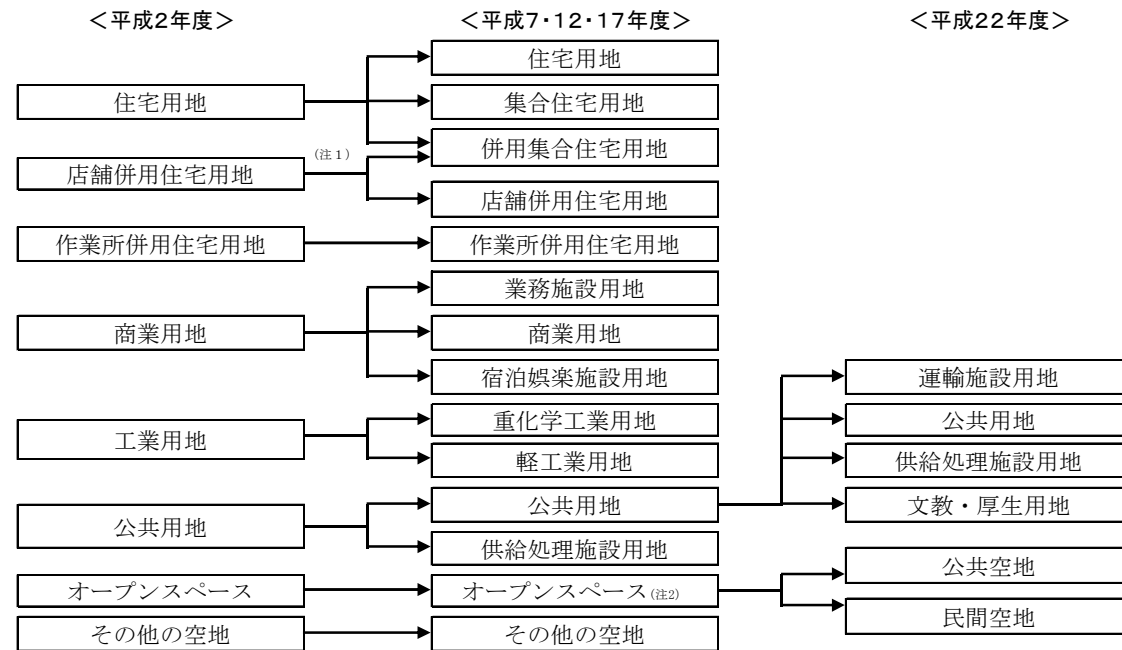 <平成2年度>
<平成7・12・17年度>
<平成22年度>
住宅用地
店舗併用住宅用地
(注1)
作業所併用住宅用地
商業用地
工業用地
公共用地
オープンスペース
その他の空地
住宅用地
集合住宅用地
併用集合住宅用地
店舗併用住宅用地
作業所併用住宅用地
業務施設用地
商業用地
宿泊娯楽施設用地
重化学工業用地
軽工業用地
公共用地
供給処理施設用地
オープンスペース(注2)
その他の空地
運輸施設用地
公共用地
供給処理施設用地
文教・厚生用地
公共空地
民間空地